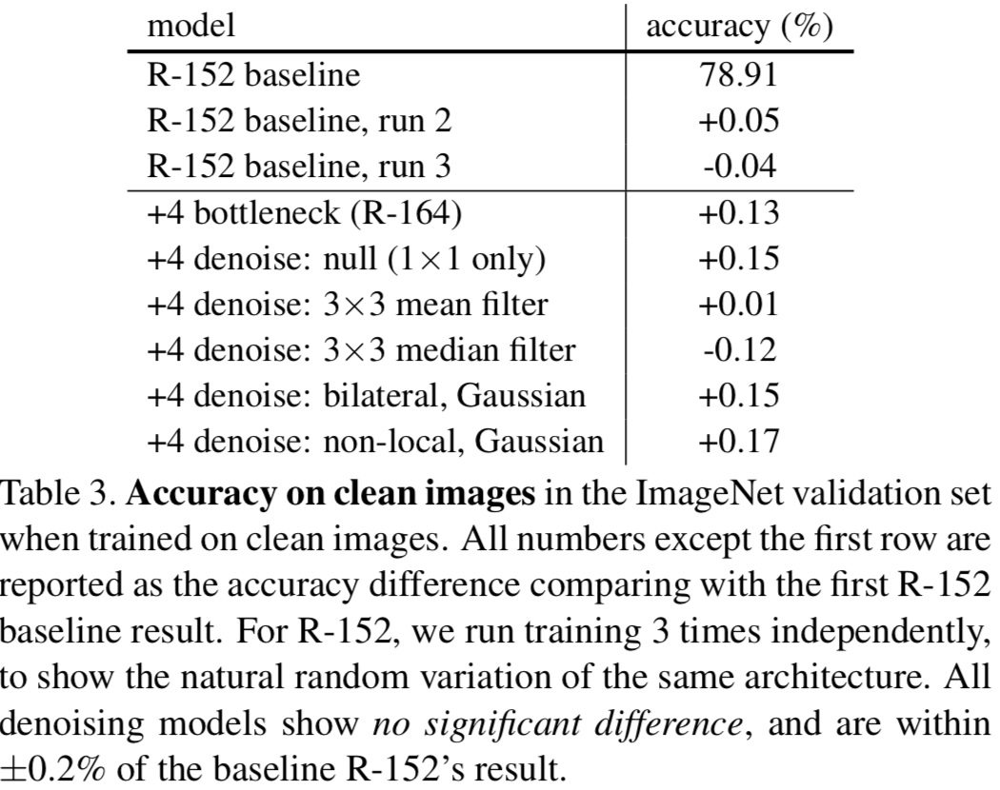 model accuracy (%)
R-152 baseline 78.91
R-152 baseline, run 2 +0.05
R-152 baseline, run 3 -0.04
+4 bottleneck (R-164) +0.13
+4 denoise: null (1×1 only) +0.15
+4 denoise: 3×3 mean filter +0.01
+4 denoise: 3×3 median filter -0.12
+4 denoise: bilateral, Gaussian +0.15
+4 denoise: non-local, Gaussian +0.17
Table 3. Accuracy on clean images in the ImageNet validation set
when trained on clean images. All numbers except the first row are
reported as the accuracy difference comparing with the first R-152
baseline result. For R-152, we run training 3 times independently,
to show the natural random variation of the same architecture. All
denoising models show no significant difference, and are within
±0.2% of the baseline R-152's result.